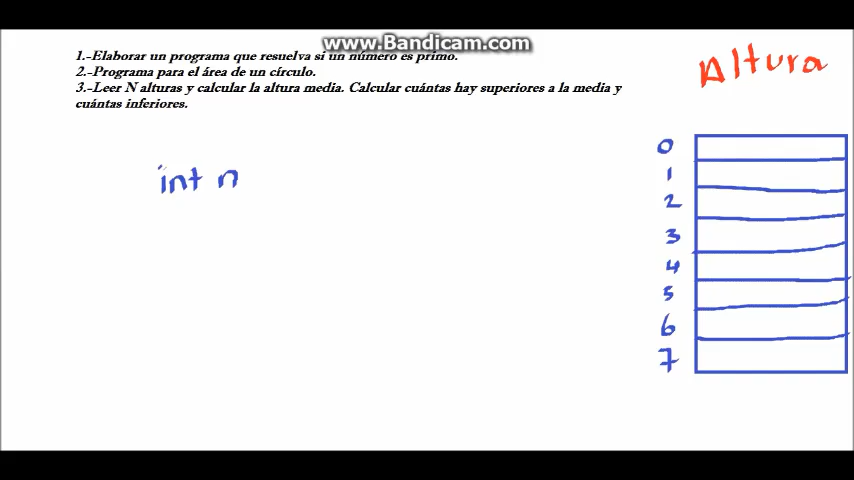 www.Bandicam.com
1.-Elaborar un programa que resuelva si un número es primo.
2.-Programa para el área de un círculo.
3.-Leer N alturas y calcular la altura media. Calcular cuántas hay superiores a la media y
cuántas inferiores.
Altura
int n
0
1
2
3
4
5
6
7